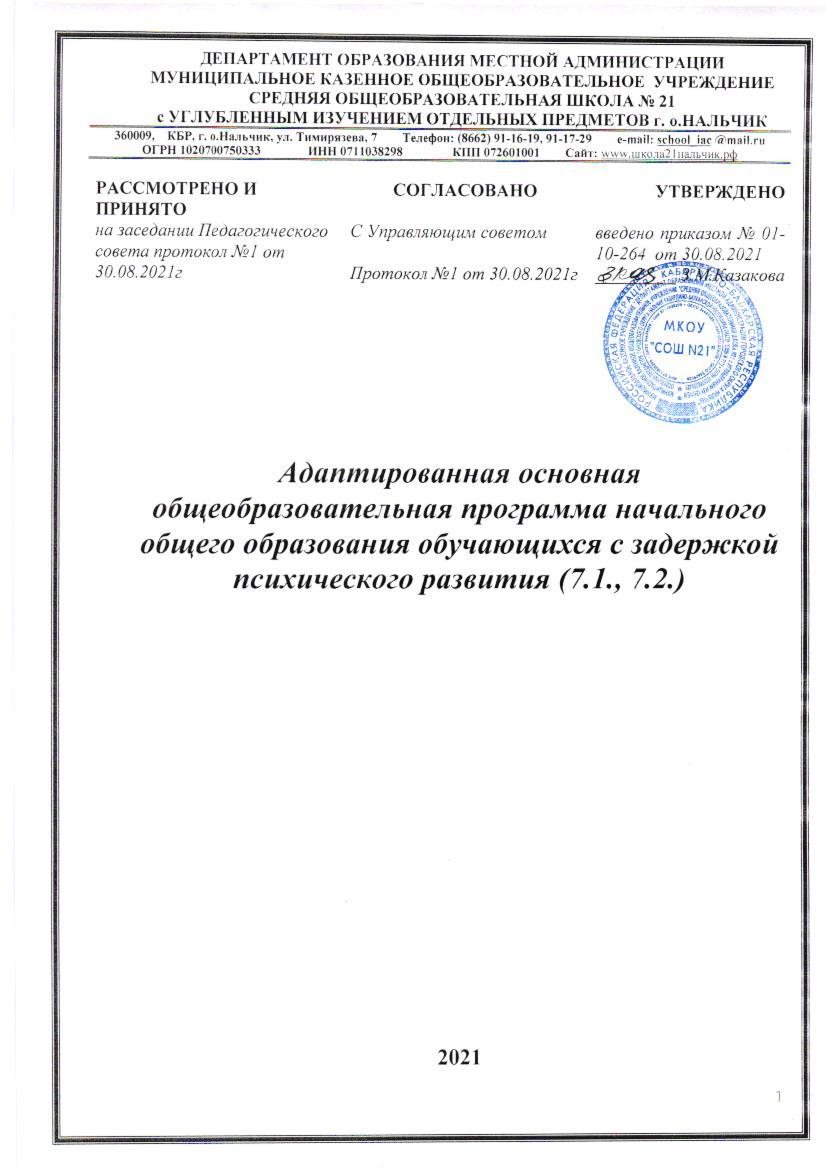 ДЕПАРТАМЕНТ ОБРАЗОВАНИЯ МЕСТНОЙ АДМИНИСТРАЦИИ
МУНИЦИПАЛЬНОЕ КАЗЕННОЕ ОБЩЕОБРАЗОВАТЕЛЬНОЕ УЧРЕЖДЕНИЕ
СРЕДНЯЯ ОБЩЕОБРАЗОВАТЕЛЬНАЯ ШКОЛА № 21
с УГЛУБЛЕННЫМ ИЗУЧЕНИЕМ ОТДЕЛЬНЫХ ПРЕДМЕТОВ г. о.НАЛЬЧИК
360009, КБР, г. о.Нальчик, ул. Тимирязева, 7 Телефон: (8662) 91-16-19, 91-17-29 e-mail: school_iac @mail.ru
ОГРН 1020700750333 ИНН 0711038298 КПП 072601001 Сайт: www.школа21нальчик.рф
РАССМОТРЕНО И
ПРИНЯТО
на заседании Педагогического
совета протокол №1 от
30.08.2021г
СОГЛАСОВАНО
С Управляющим советом
Протокол №1 от 30.08.2021г
УТВЕРЖДЕНО
введено приказом № 01-
10-264 от 30.08.2021
З.М.Казакова
РОССИЙСКАЯ ФЕДЕРАЦИЯ КАБАРДИНО-БАЛКАРСКАЯ РЕСПУБЛИКА
МКОУ
"СОШ N21"
Адаптированная основная
общеобразовательная программа начального
общего образования обучающихся с задержкой
психического развития (7.1., 7.2.)
2021
1